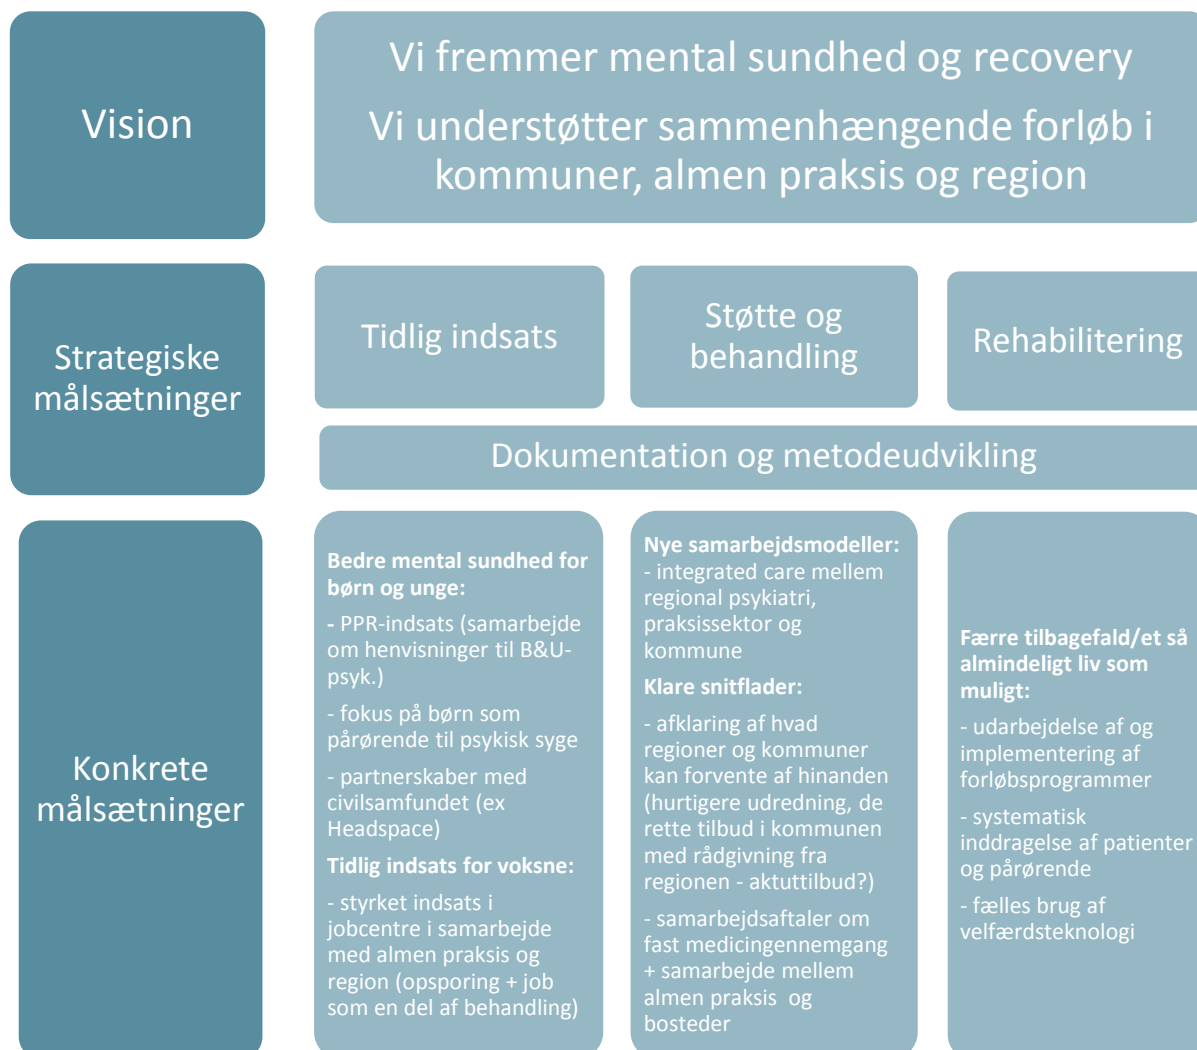 Vision
Vi fremmer mental sundhed og recovery
Vi understøtter sammenhængende forløb i
kommuner, almen praksis og region
Strategiske
målsætninger
Tidlig indsats
Støtte og
behandling
Rehabilitering
Dokumentation og metodeudvikling
Konkrete
målsætninger
Bedre mental sundhed for
børn og unge:
- PPR-indsats (samarbejde
om henvisninger til B&U-
psyk.)
- fokus på børn som
pårørende til psykisk syge
- partnerskaber med
civilsamfundet (ex
Headspace)
Tidlig indsats for voksne:
- styrket indsats i
jobcentre i samarbejde
med almen praksis og
region (opsporing + job
som en del af behandling)
Nye samarbejdsmodeller:
- integrated care mellem
regional psykiatri,
praksissektor og
kommune
Klare snitflader:
- afklaring af hvad
regioner og kommuner
kan forvente af hinanden
(hurtigere udredning, de
rette tilbud i kommunen
med rådgivning fra
regionen - aktuttilbud?)
- samarbejdsaftaler om
fast medicingennemgang
+ samarbejde mellem
almen praksis og
bosteder
Færre tilbagefald/et så
almindeligt liv som
muligt:
- udarbejdelse af og
implementering af
forløbsprogrammer
- systematisk
inddragelse af patienter
og pårørende
- fælles brug af
velfærdsteknologi